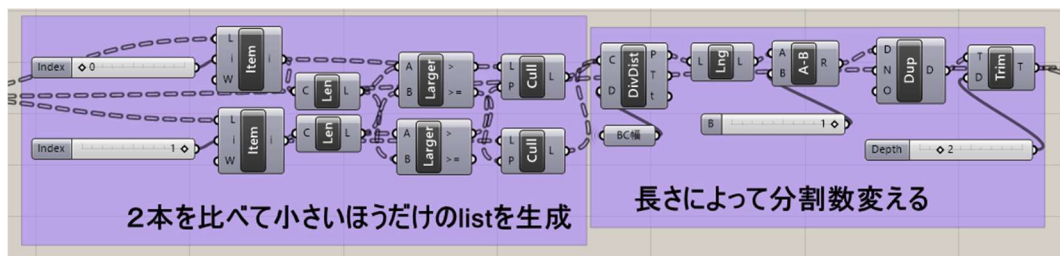 Index 0
L
i
W
Item
i
C
Len
L
A
B
Larger
>
>=
L
P
Cull
L
Index 1
L
i
W
Item
i
C
Len
L
A
B
Larger
>
>=
L
P
Cull
L
2本を比べて小さいほうだけのlistを生成
C
D
DivDist
P
T
t
BC幅
L
Lng
L
A
B
A-B
R
B 1
D
N
O
Dup
D
T
D
Trim
T
Depth 2
長さによって分割数変える